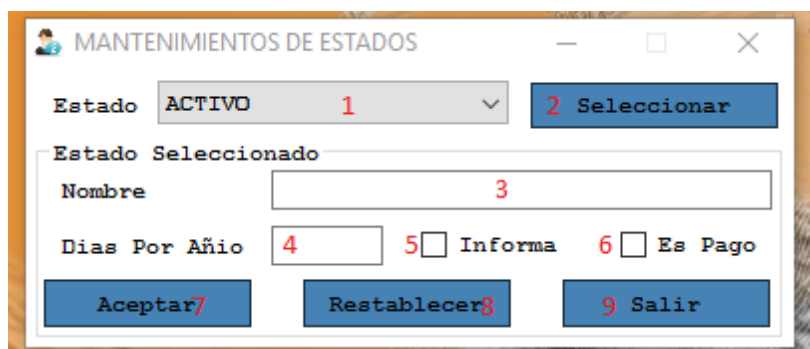 MANTENIMIENTOS DE ESTADOS
Estado ACTIVO 1 2 Seleccionar
Estado Seleccionado
Nombre 3
Dias Por Añio 4 5 Informa 6 Es Pago
Aceptar7 Restablecer8 9 Salir